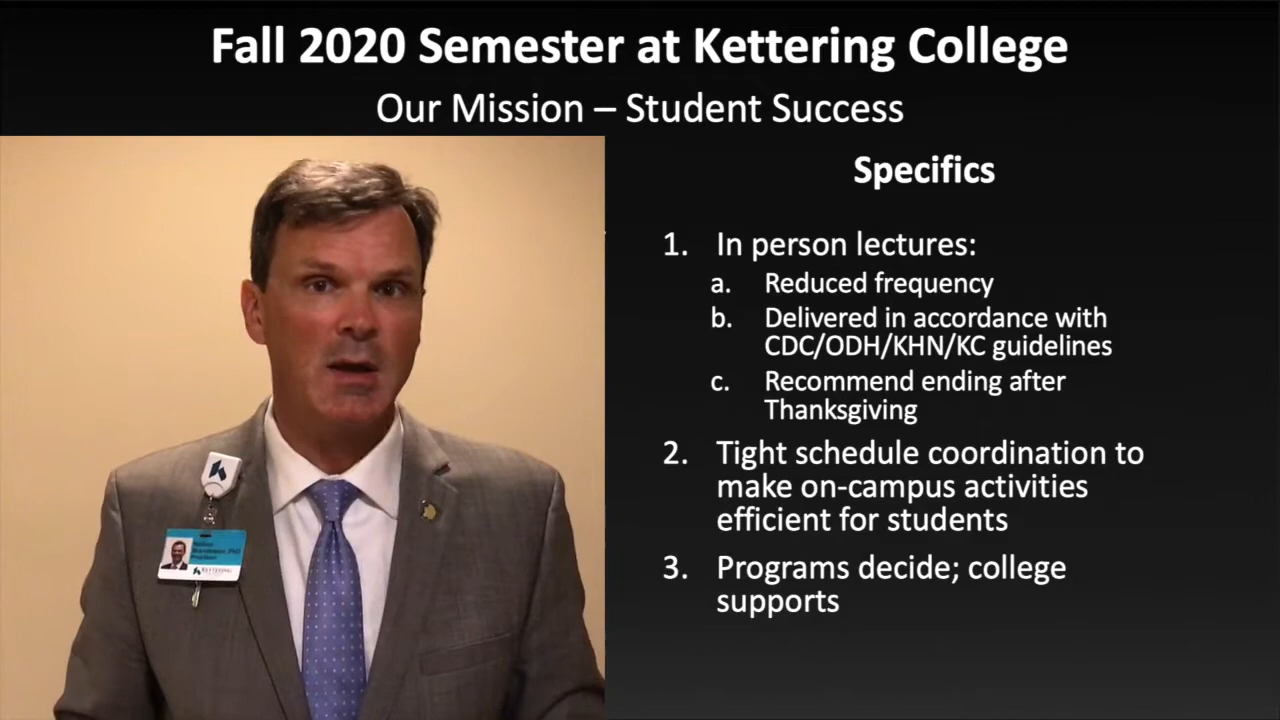 Fall 2020 Semester at Kettering College
Our Mission – Student Success
Specifics
1. In person lectures:
a. Reduced frequency
b. Delivered in accordance with
CDC/ODH/KHN/KC guidelines
c. Recommend ending after
Thanksgiving
2. Tight schedule coordination to
make on-campus activities
efficient for students
3. Programs decide; college
supports
KETTERING